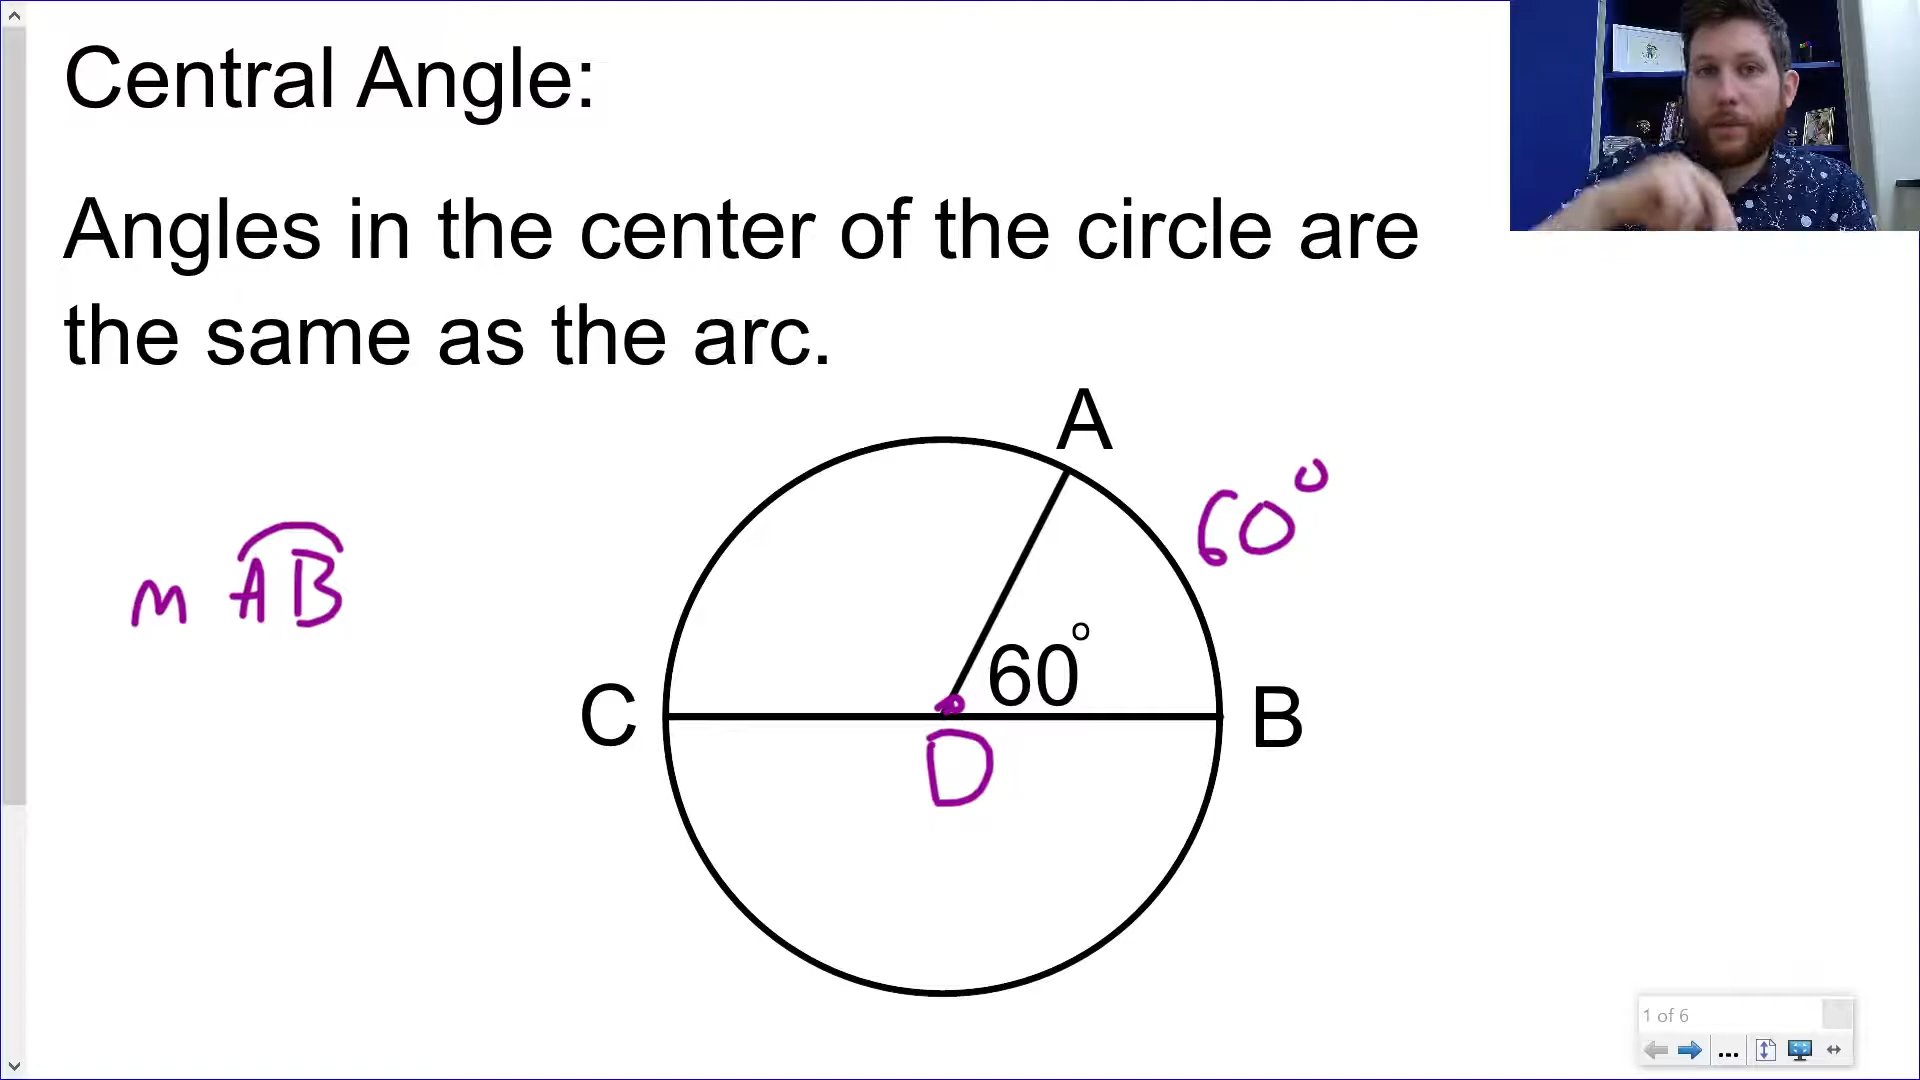 Central Angle:
Angles in the center of the circle are
the same as the arc.
A
60°
m AB
60°
C
B
D
1 of 6
...